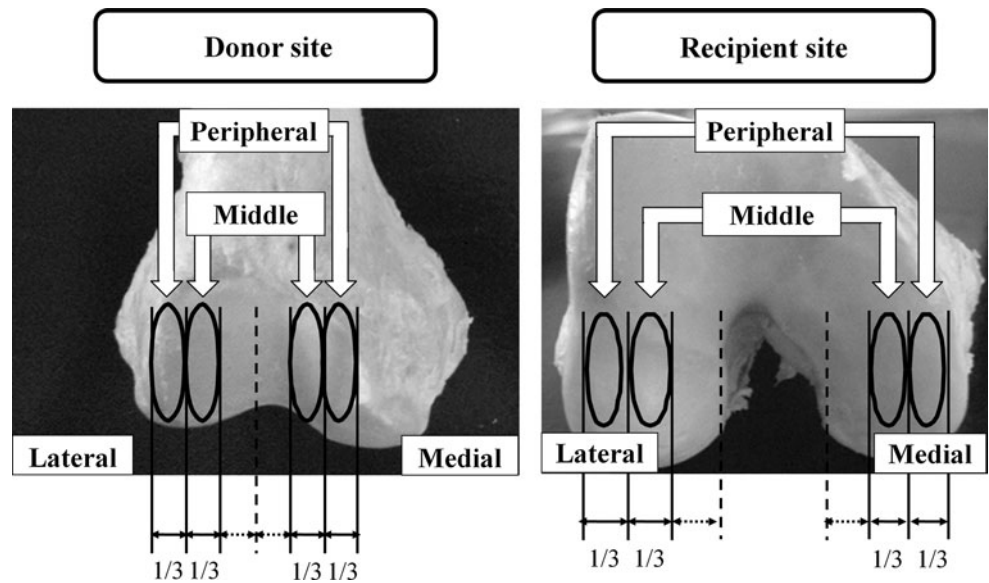 Donor site
Recipient site
Peripheral
Middle
Lateral
Medial
1/3 1/3 1/3 1/3
Peripheral
Middle
Lateral
Medial
1/3 1/3 1/3 1/3